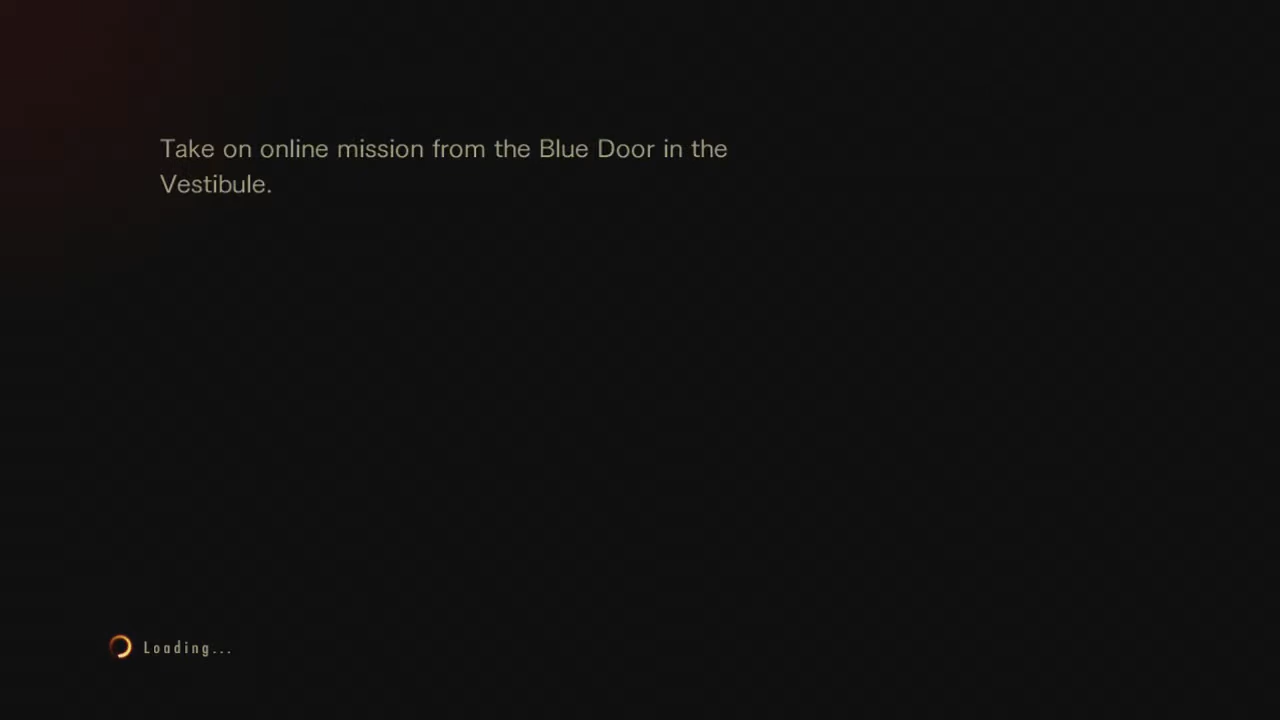 Take on online mission from the Blue Door in the
Vestibule.
Loading...